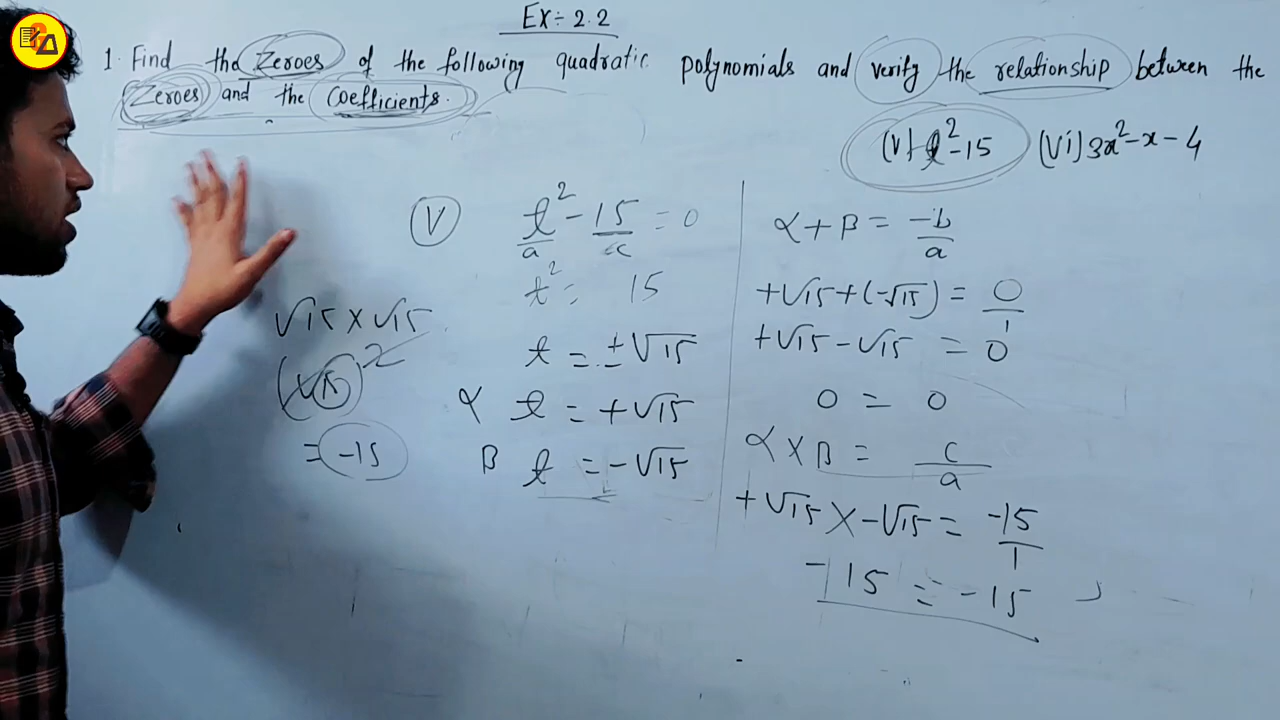 Ex÷ 2.2
1. Find the Zeroes of the following quadratic polynomials and verify the relationship between the
Zeroes and the coefficients.
(V) t²-15 (Vi) 3x²-x-4
V
t² - 15 = 0
a c
t² = 15
t = ±√15
α t = +√15
β t = -√15
√15 x √15
(√15)²
= -15
α + β = -b/a
+√15+(-√15) = 0/1
+√15-√15 = 0
0 = 0
α x β = c/a
+√15 x -√15 = -15/1
-15 = -15